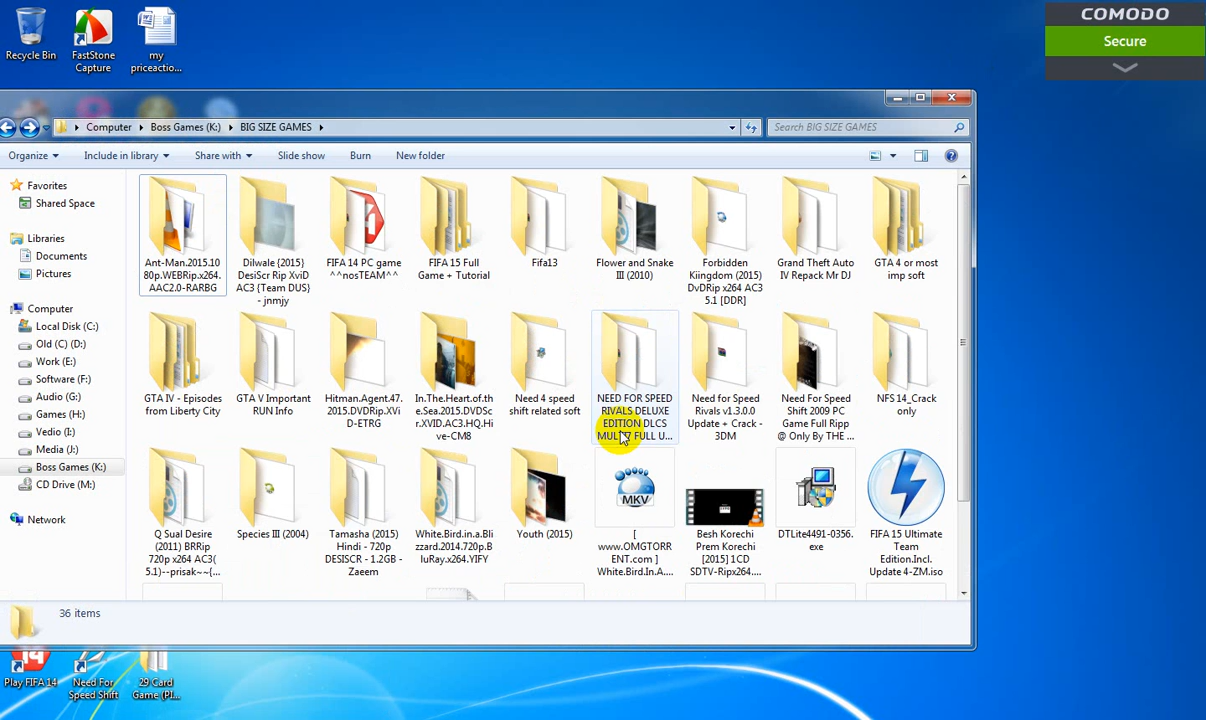 COMODO
Secure
Recycle Bin
FastStone
Capture
my
priceactio...
Computer
Boss Games (K:)
BIG SIZE GAMES
Search BIG SIZE GAMES
Organize
Include in library
Share with
Slide show
Burn
New folder
Favorites
Shared Space
Libraries
Documents
Pictures
Computer
Local Disk (C:)
Old (C) (D:)
Work (E:)
Software (F:)
Audio (G:)
Games (H:)
Vedio (I:)
Media (J:)
Boss Games (K:)
CD Drive (M:)
Network
Ant-Man.2015.10
80p.WEBRip.x264.
AAC2.0-RARBG
Dilwale {2015}
DesiScr Rip XviD
AC3 {Team DUS}
- jnmjy
FIFA 14 PC game
^^nosTEAM^^
FIFA 15 Full
Game + Tutorial
Fifa13
Flower and Snake
III (2010)
Forbidden
Kiingdom (2015)
DvDRip x264 AC3
5.1 [DDR]
Grand Theft Auto
IV Repack Mr DJ
GTA 4 or most
imp soft
GTA IV - Episodes
from Liberty City
GTA V Important
RUN Info
Hitman.Agent.47.
2015.DVDRip.XVi
D-ETRG
In.The.Heart.of.th
e.Sea.2015.DVDSc
r.XVID.AC3.HQ.Hi
ve-CM8
Need 4 speed
shift related soft
NEED FOR SPEED
RIVALS DELUXE
EDITION DLCS
FULL U...
Need for Speed
Rivals v1.3.0.0
Update + Crack -
3DM
Need For Speed
Shift 2009 PC
Game Full Ripp
@ Only By THE ...
NFS 14_Crack
only
Q Sual Desire
(2011) BRRip
720p x264 AC3(
5.1)--prisak~~{...
Species III (2004)
Tamasha (2015)
Hindi - 720p
DESISCR - 1.2GB -
Zaeem
White.Bird.in.a.Bli
zzard.2014.720p.B
luRay.x264.YIFY
Youth (2015)
MKV
[
www.OMGTORR
ENT.com ]
White.Bird.In.A....
Besh Korechi
Prem Korechi
[2015] 1CD
SDTV-Ripx264....
DTLite4491-0356.
exe
FIFA 15 Ultimate
Team
Edition.Incl.
Update 4-ZM.iso
36 items
14
Play FIFA 14
Need For
Speed Shift
29 Card
Game (PI...